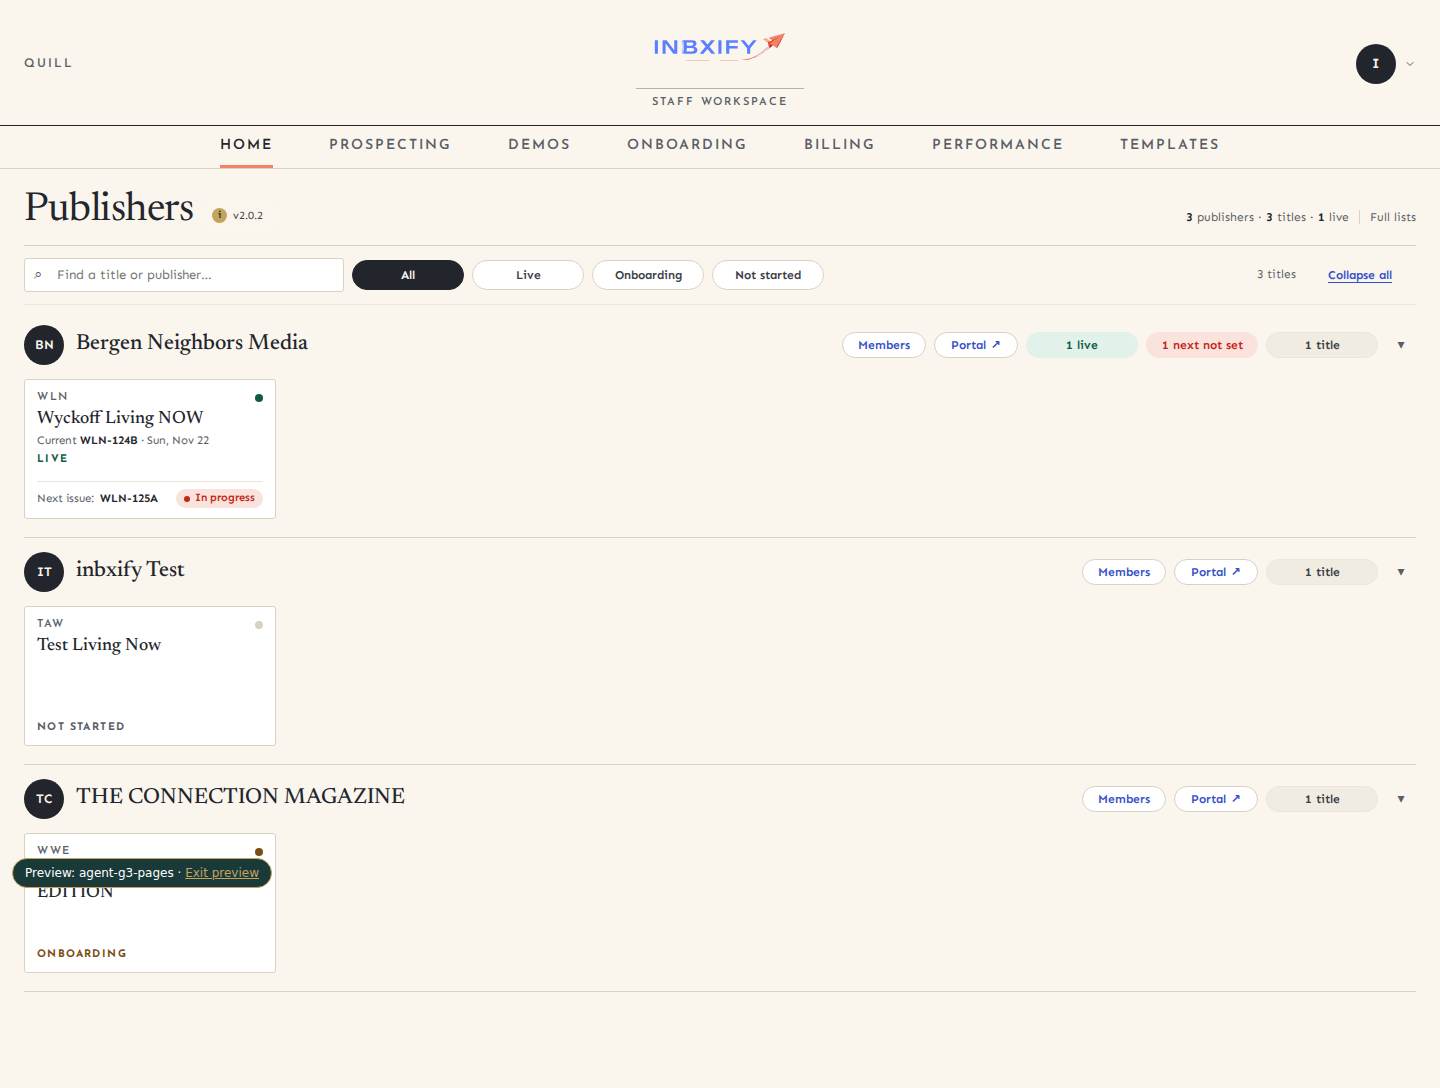 QUILL
INBXIFY
I
STAFF WORKSPACE
HOME PROSPECTING DEMOS ONBOARDING BILLING PERFORMANCE TEMPLATES
Publishers
i v2.0.2
3 publishers · 3 titles · 1 live Full lists
Find a title or publisher...
All Live Onboarding Not started
3 titles Collapse all
BN Bergen Neighbors Media
Members Portal ↗ 1 live 1 next not set 1 title ▼
WLN
Wyckoff Living NOW
Current WLN-124B · Sun, Nov 22
LIVE
Next issue: WLN-125A In progress
IT inbxify Test
Members Portal ↗ 1 title ▼
TAW
Test Living Now
NOT STARTED
TC THE CONNECTION MAGAZINE
Members Portal ↗ 1 title ▼
WWE
Preview: agent-g3-pages · Exit preview
EDITION
ONBOARDING